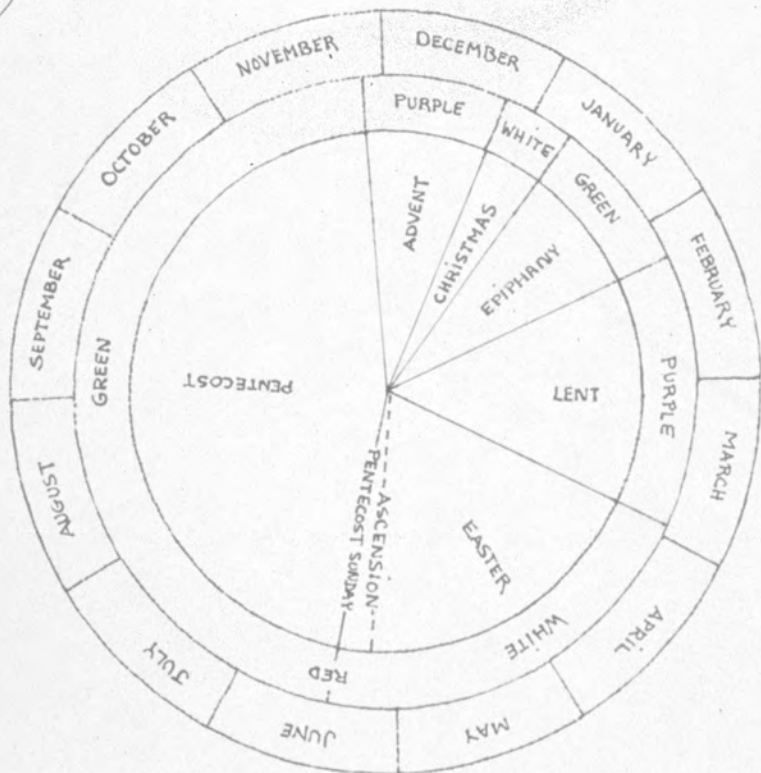 DECEMBER
JANUARY
FEBRUARY
MARCH
APRIL
MAY
JUNE
JULY
AUGUST
SEPTEMBER
OCTOBER
NOVEMBER
PURPLE
WHITE
GREEN
PURPLE
WHITE
RED
GREEN
ADVENT
CHRISTMAS
EPIPHANY
LENT
EASTER
ASCENSION
PENTECOST SUNDAY
PENTECOST